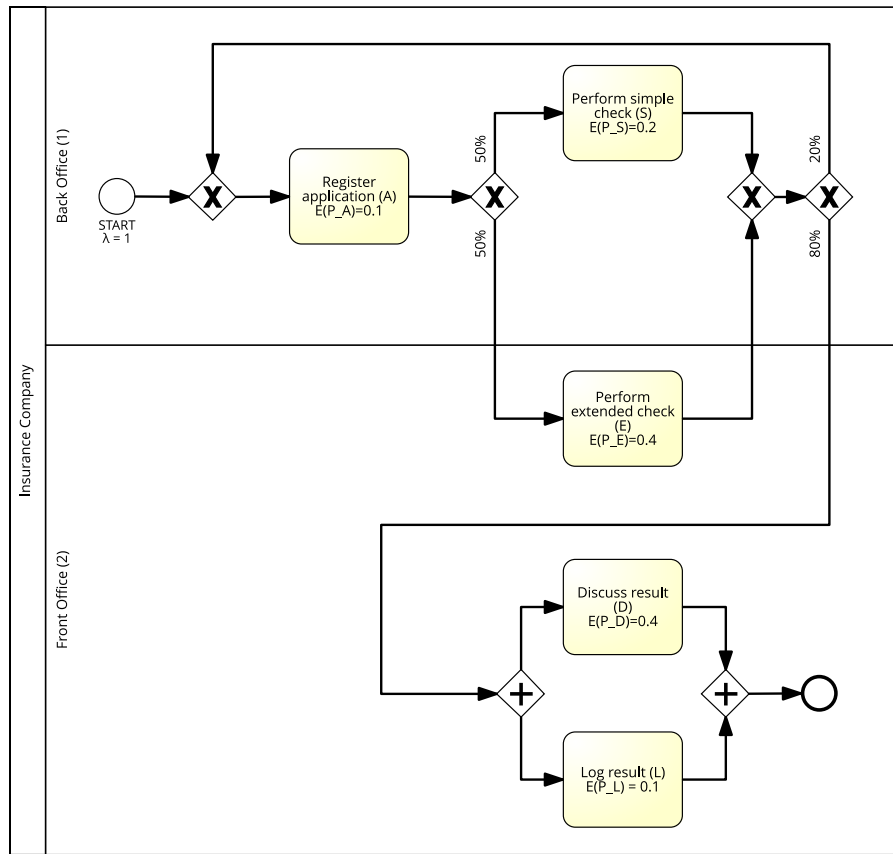 Insurance Company
Back Office (1)
START
λ = 1
Register
application (A)
E(P_A)=0.1
50%
50%
Perform simple
check (S)
E(P_S)=0.2
20%
80%
Front Office (2)
Perform
extended check
(E)
E(P_E)=0.4
Discuss result
(D)
E(P_D)=0.4
Log result (L)
E(P_L) = 0.1